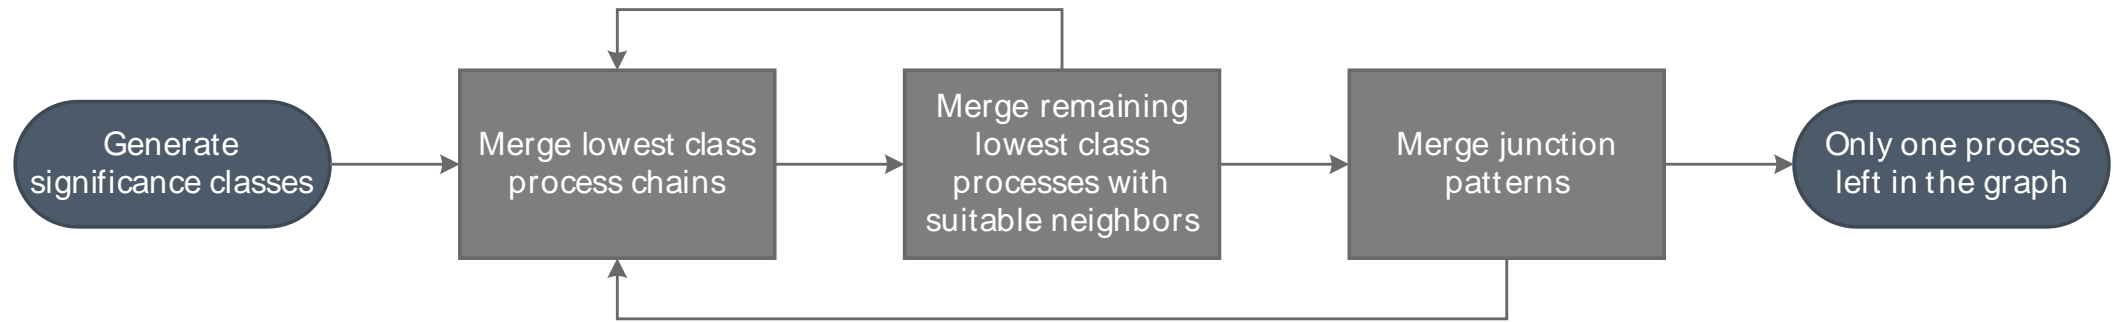 Generate
significance classes
Merge lowest class
process chains
Merge remaining
lowest class
processes with
suitable neighbors
Merge junction
patterns
Only one process
left in the graph